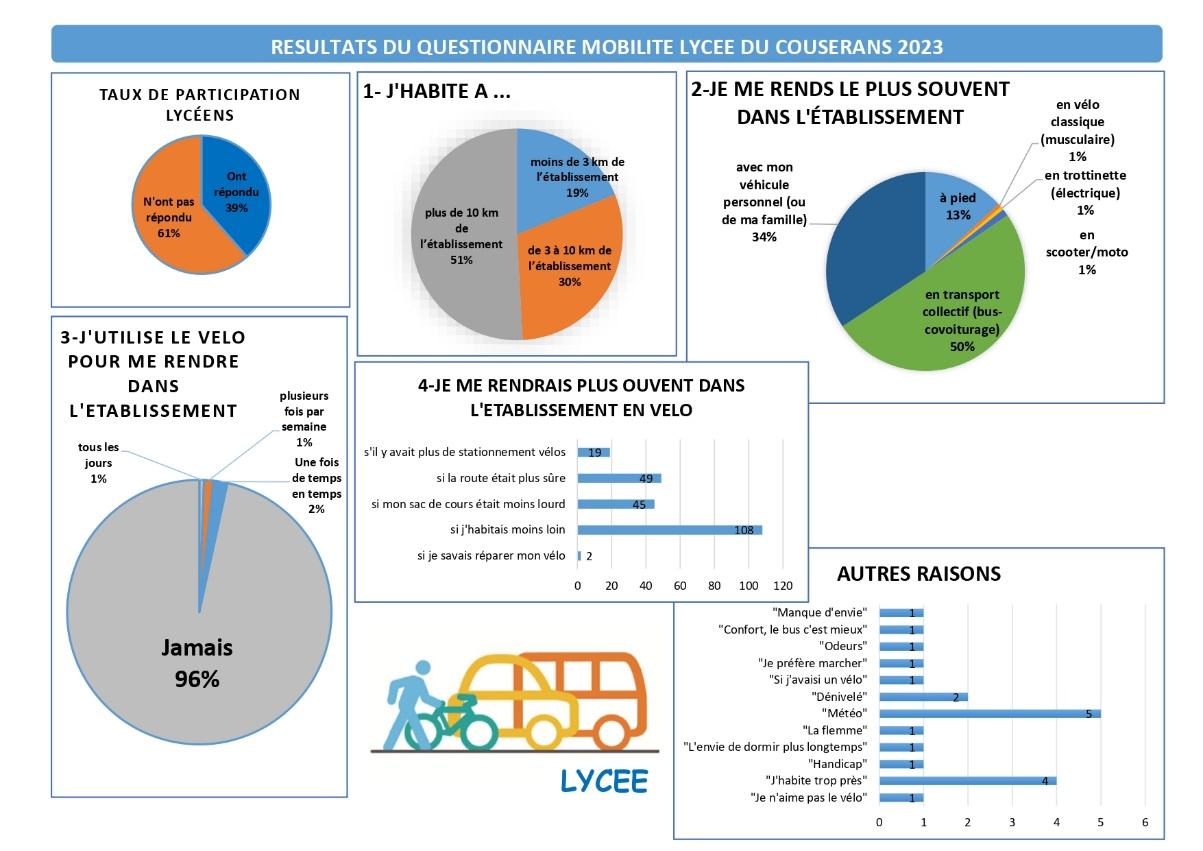 RESULTATS DU QUESTIONNAIRE MOBILITE LYCEE DU COUSERANS 2023
TAUX DE PARTICIPATION
LYCÉENS
Ont
répondu
39%
N'ont pas
répondu
61%
1- J'HABITE A ...
moins de 3 km de
l'établissement
19%
plus de 10 km
de
l'établissement
51%
de 3 à 10 km de
l'établissement
30%
2-JE ME RENDS LE PLUS SOUVENT
DANS L'ÉTABLISSEMENT
en vélo
classique
(musculaire)
1%
en trottinette
(électrique)
1%
en
scooter/moto
1%
avec mon
véhicule
personnel (ou
de ma famille)
34%
à pied
13%
en transport
collectif (bus-
covoiturage)
50%
3-J'UTILISE LE VELO
POUR ME RENDRE
DANS
L'ETABLISSEMENT
plusieurs
fois par
semaine
1%
tous les
jours
1%
Une fois
de temps
en temps
2%
Jamais
96%
4-JE ME RENDRAIS PLUS OUVENT DANS
L'ETABLISSEMENT EN VELO
s'il y avait plus de stationnement vélos 19
si la route était plus sûre 49
si mon sac de cours était moins lourd 45
si j'habitais moins loin 108
si je savais réparer mon vélo 2
0 20 40 60 80 100 120
LYCEE
AUTRES RAISONS
"Manque d'envie" 1
"Confort, le bus c'est mieux" 1
"Odeurs" 1
"Je préfère marcher" 1
"Si j'avaisi un vélo" 1
"Dénivelé" 2
"Météo" 5
"La flemme" 1
"L'envie de dormir plus longtemps" 1
"Handicap" 1
"J'habite trop près" 4
"Je n'aime pas le vélo" 1
0 1 2 3 4 5 6